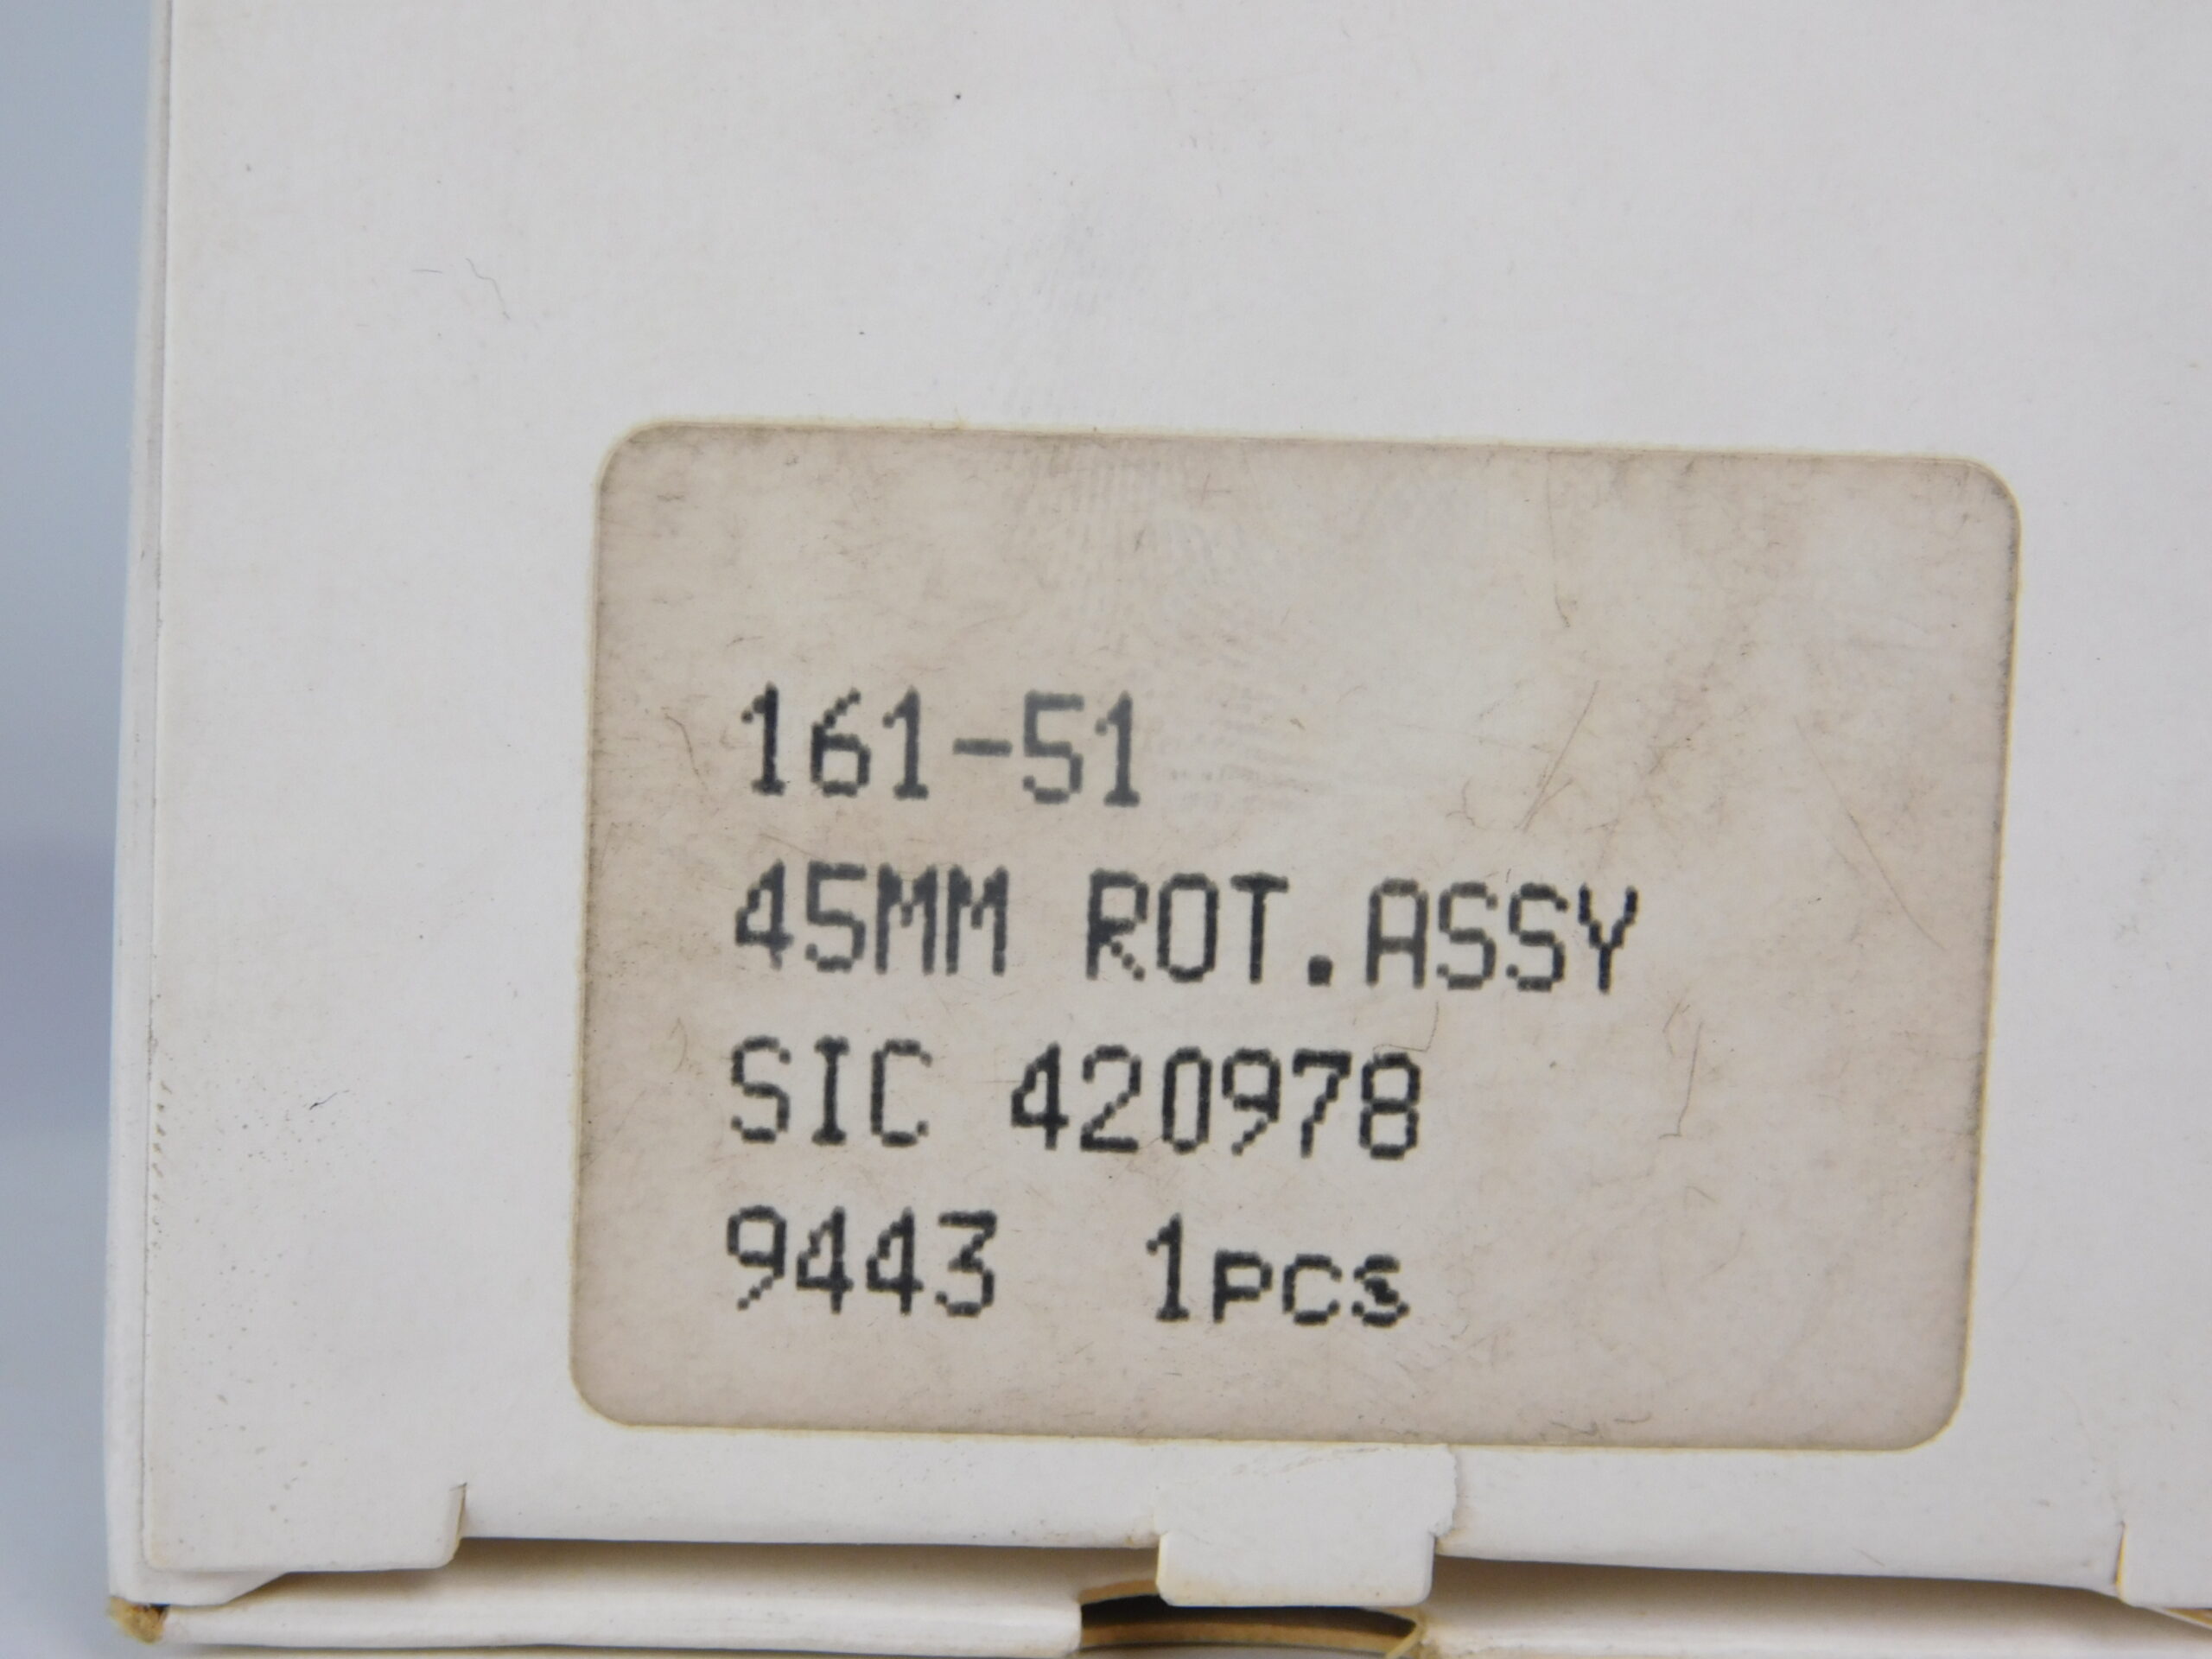 161-51
45MM ROT.ASSY
SIC 420978
9443  1pcs